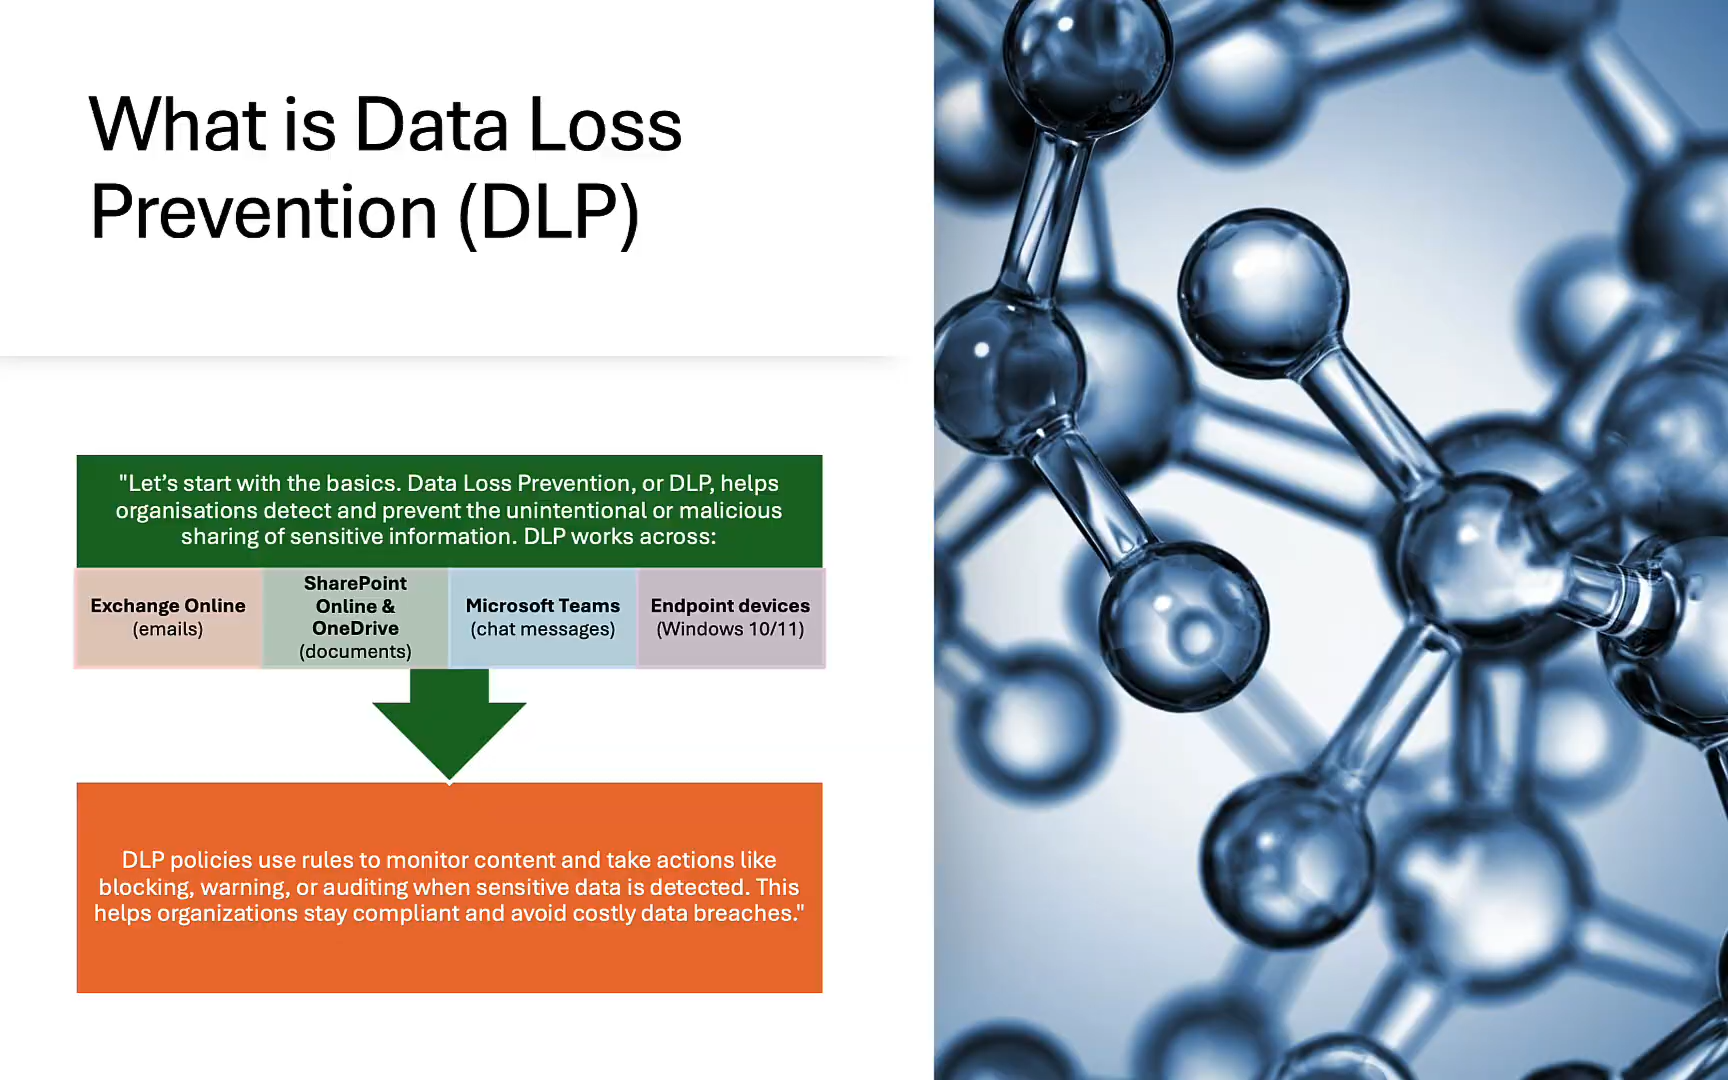 What is Data Loss
Prevention (DLP)
"Let’s start with the basics. Data Loss Prevention, or DLP, helps
organisations detect and prevent the unintentional or malicious
sharing of sensitive information. DLP works across:
Exchange Online
(emails)
SharePoint
Online &
OneDrive
(documents)
Microsoft Teams
(chat messages)
Endpoint devices
(Windows 10/11)
DLP policies use rules to monitor content and take actions like
blocking, warning, or auditing when sensitive data is detected. This
helps organizations stay compliant and avoid costly data breaches."